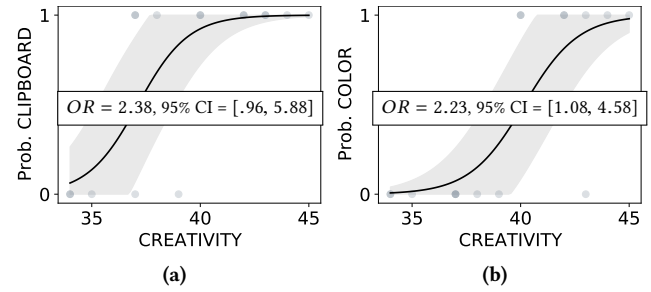 1
Prob. CLIPBOARD
OR = 2.38, 95% CI = [.96, 5.88]
0
35 40 45
CREATIVITY
(a)
1
Prob. COLOR
OR = 2.23, 95% CI = [1.08, 4.58]
0
35 40 45
CREATIVITY
(b)